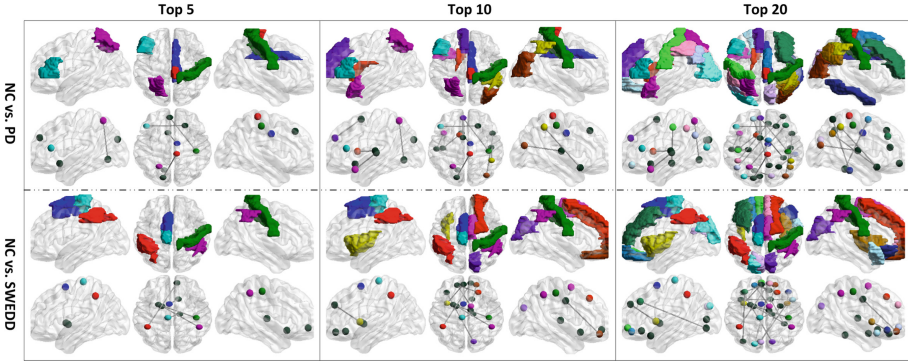 Top 5
Top 10
Top 20
NC vs. PD
NC vs. SWEDD